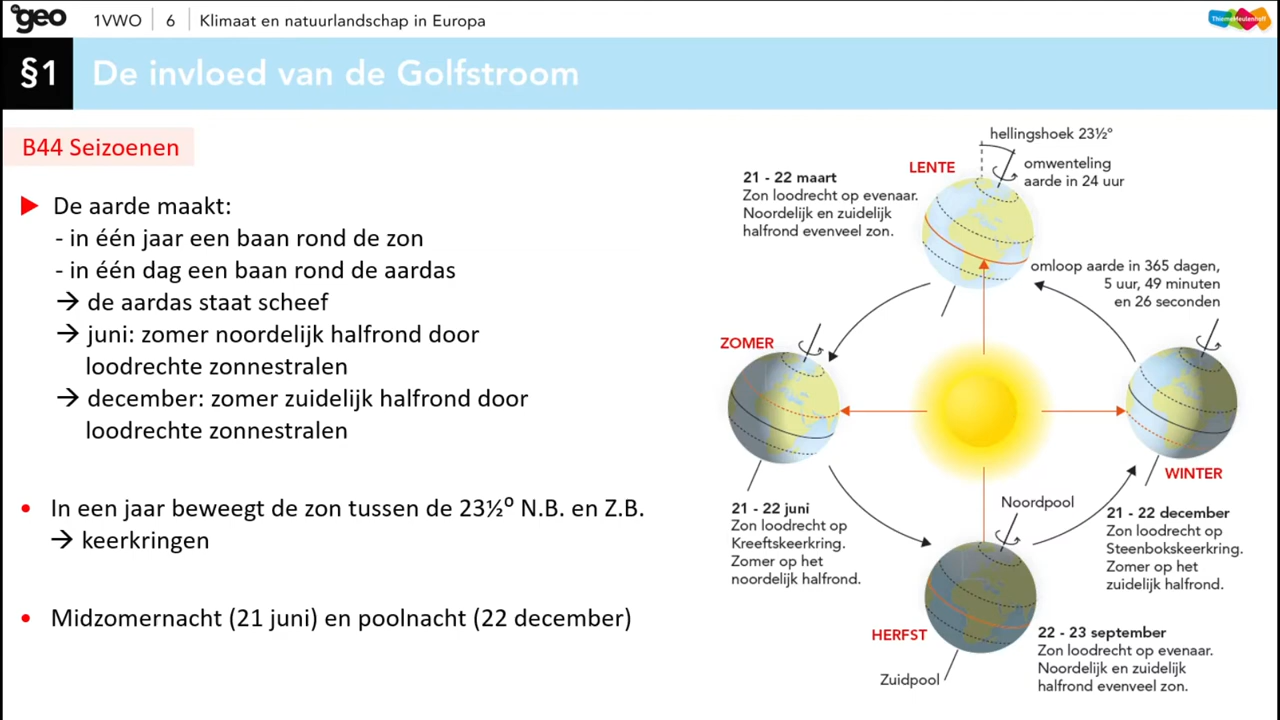 de geo
1VWO | 6 | Klimaat en natuurlandschap in Europa
ThiemeMeulenhoff
§1 De invloed van de Golfstroom
B44 Seizoenen
De aarde maakt:
- in één jaar een baan rond de zon
- in één dag een baan rond de aardas
→ de aardas staat scheef
→ juni: zomer noordelijk halfrond door
loodrechte zonnestralen
→ december: zomer zuidelijk halfrond door
loodrechte zonnestralen
• In een jaar beweegt de zon tussen de 23½⁰ N.B. en Z.B.
→ keerkringen
• Midzomernacht (21 juni) en poolnacht (22 december)
hellingshoek 23½°
LENTE
omwenteling
aarde in 24 uur
21 - 22 maart
Zon loodrecht op evenaar.
Noordelijk en zuidelijk
halfrond evenveel zon.
omloop aarde in 365 dagen,
5 uur, 49 minuten
en 26 seconden
ZOMER
21 - 22 juni
Zon loodrecht op
Kreeftskeerkring.
Zomer op het
noordelijk halfrond.
WINTER
21 - 22 december
Zon loodrecht op
Steenbokskeerkring.
Zomer op het
zuidelijk halfrond.
Noordpool
HERFST
Zuidpool
22 - 23 september
Zon loodrecht op evenaar.
Noordelijk en zuidelijk
halfrond evenveel zon.